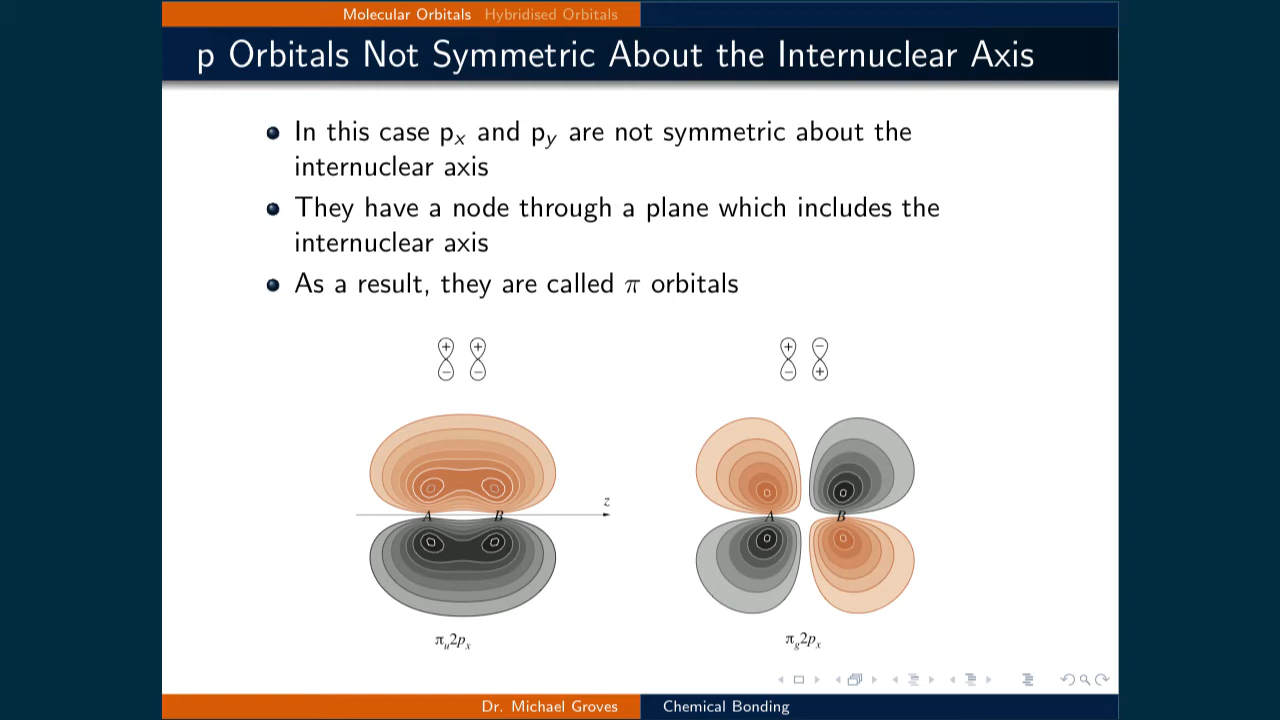 Molecular Orbitals Hybridised Orbitals
p Orbitals Not Symmetric About the Internuclear Axis
In this case pₓ and p_y are not symmetric about the
internuclear axis
They have a node through a plane which includes the
internuclear axis
As a result, they are called π orbitals
+ + + −
− − − +
z
A B A B
πᵤ2pₓ π_g2pₓ
Dr. Michael Groves Chemical Bonding